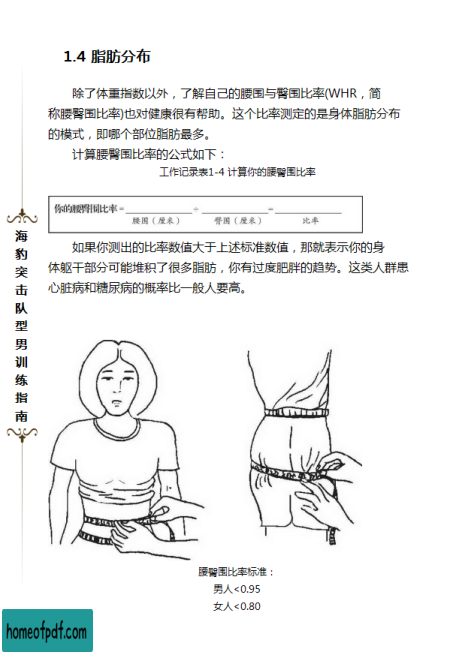 1.4 脂肪分布
除了体重指数以外，了解自己的腰围与臀围比率(WHR，简
称腰臀围比率)也对健康很有帮助。这个比率测定的是身体脂肪分布
的模式，即哪个部位脂肪最多。
计算腰臀围比率的公式如下：
工作记录表1-4 计算你的腰臀围比率
你的腰臀围比率=____________÷____________=____________
腰围（厘米） 臀围（厘米） 比率
如果你测出的比率数值大于上述标准数值，那就表示你的身
体躯干部分可能堆积了很多脂肪，你有过度肥胖的趋势。这类人群患
心脏病和糖尿病的概率比一般人要高。
海豹突击队型男训练指南
腰臀围比率标准：
男人<0.95
女人<0.80
homeofpdf.com